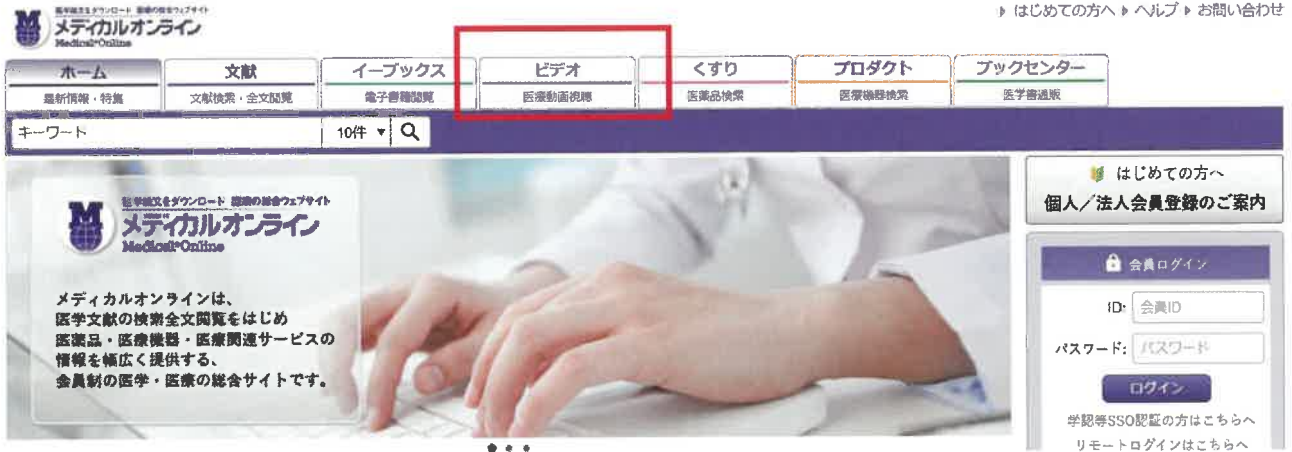 医学論文をダウンロード 医療の総合ウェブサイト
メディカルオンライン
Medical*Online
はじめての方へ ヘルプ お問い合わせ
ホーム 文献 イーブックス ビデオ くすり プロダクト ブックセンター
最新情報・特集 文献検索・全文閲覧 電子書籍閲覧 医療動画視聴 医薬品検索 医療機器検索 医学書通販
キーワード 10件
医学論文をダウンロード 医療の総合ウェブサイト
メディカルオンライン
Medical*Online
メディカルオンラインは、
医学文献の検索全文閲覧をはじめ
医薬品・医療機器・医療関連サービスの
情報を幅広く提供する、
会員制の医学・医療の総合サイトです。
はじめての方へ
個人／法人会員登録のご案内
会員ログイン
ID: 会員ID
パスワード: パスワード
ログイン
学認等SSO認証の方はこちらへ
リモートログインはこちらへ